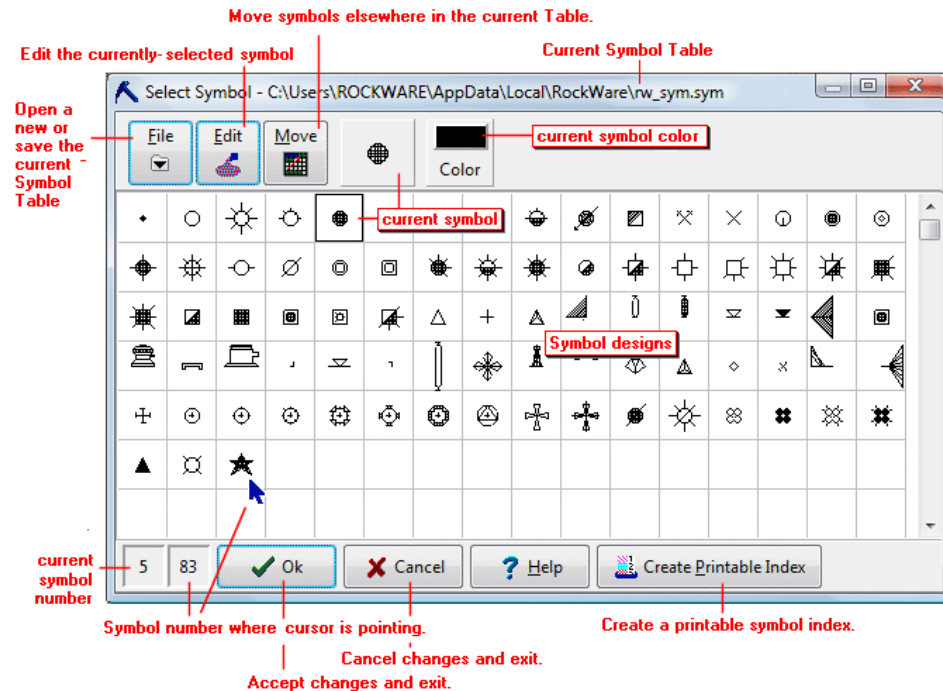 Move symbols elsewhere in the current Table.
Edit the currently-selected symbol
Current Symbol Table
Select Symbol - C:\Users\ROCKWARE\AppData\Local\RockWare\rw_sym.sym
Open a
new or
save the
current
Symbol
Table
File
Edit
Move
Color
current symbol color
current symbol
Symbol designs
current
symbol
number
5
83
Ok
Cancel
Help
Create Printable Index
Symbol number where cursor is pointing.
Create a printable symbol index.
Cancel changes and exit.
Accept changes and exit.